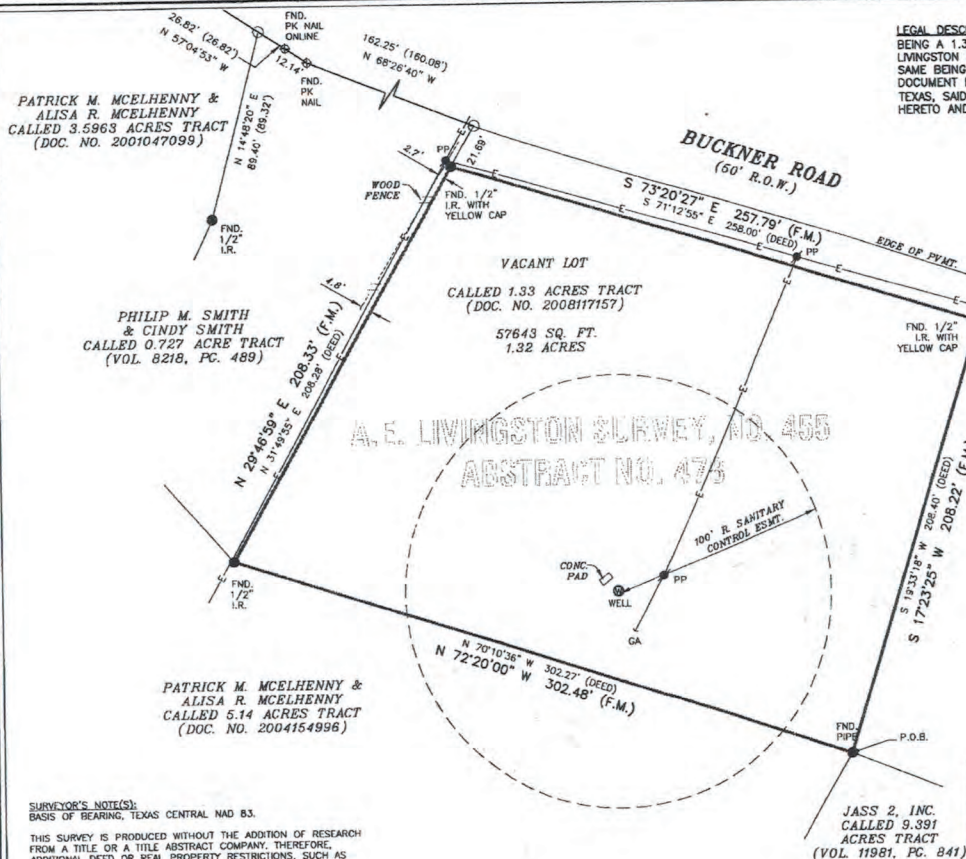 26.82' (26.82')
N 57°04'53" W
FND.
PK NAIL
ONLINE
12.14'
FND.
PK
NAIL
162.25' (160.08')
N 68°26'40" W
LEGAL
BEING A 1.3
LIVINGSTON
SAME BEING
DOCUMENT
TEXAS, SAID
HERETO AND
PATRICK M. MCELHENNY &
ALISA R. MCELHENNY
CALLED 3.5963 ACRES TRACT
(DOC. NO. 2001047099)
N 14°48'20" E
89.40' (89.32')
FND.
1/2"
I.R.
BUCKNER ROAD
(60' R.O.W.)
E
PP
21.69'
2.7'
WOOD
FENCE
FND. 1/2"
I.R. WITH
YELLOW CAP
S 73°20'27" E 257.79' (F.M.)
S 71°12'55" E 258.00' (DEED)
E
E
E
E
E
PP
EDGE OF PVMT.
VACANT LOT
CALLED 1.33 ACRES TRACT
(DOC. NO. 2008117157)
57643 SQ. FT.
1.32 ACRES
FND. 1/2"
I.R. WITH
YELLOW CAP
PHILIP M. SMITH
& CINDY SMITH
CALLED 0.727 ACRE TRACT
(VOL. 8218, PG. 489)
4.8'
N 29°46'59" E 208.33' (F.M.)
N 31°49'55" E 208.28' (DEED)
E
E
E
E
E
E
E
A.E. LIVINGSTON SURVEY, NO. 455
ABSTRACT NO. 478
S 19°33'18" W 208.40' (DEED)
S 17°23'25" W 208.22'
100' R. SANITARY
CONTROL ESMT.
CONC.
PAD
W
WELL
PP
GA
FND.
1/2"
I.R.
N 70°10'36" W 302.27' (DEED)
N 72°20'00" W 302.48' (F.M.)
PATRICK M. MCELHENNY &
ALISA R. MCELHENNY
CALLED 5.14 ACRES TRACT
(DOC. NO. 2004154996)
FND.
PIPE
P.O.B.
JASS 2, INC.
CALLED 9.391
ACRES TRACT
(VOL. 11981, PG. 841)
SURVEYOR'S NOTE(S):
BASIS OF BEARING, TEXAS CENTRAL NAD 83.
THIS SURVEY IS PRODUCED WITHOUT THE ADDITION OF RESEARCH
FROM A TITLE OR A TITLE ABSTRACT COMPANY. THEREFORE,
ADDITIONAL DEED OR REAL PROPERTY RESTRICTIONS, SUCH AS